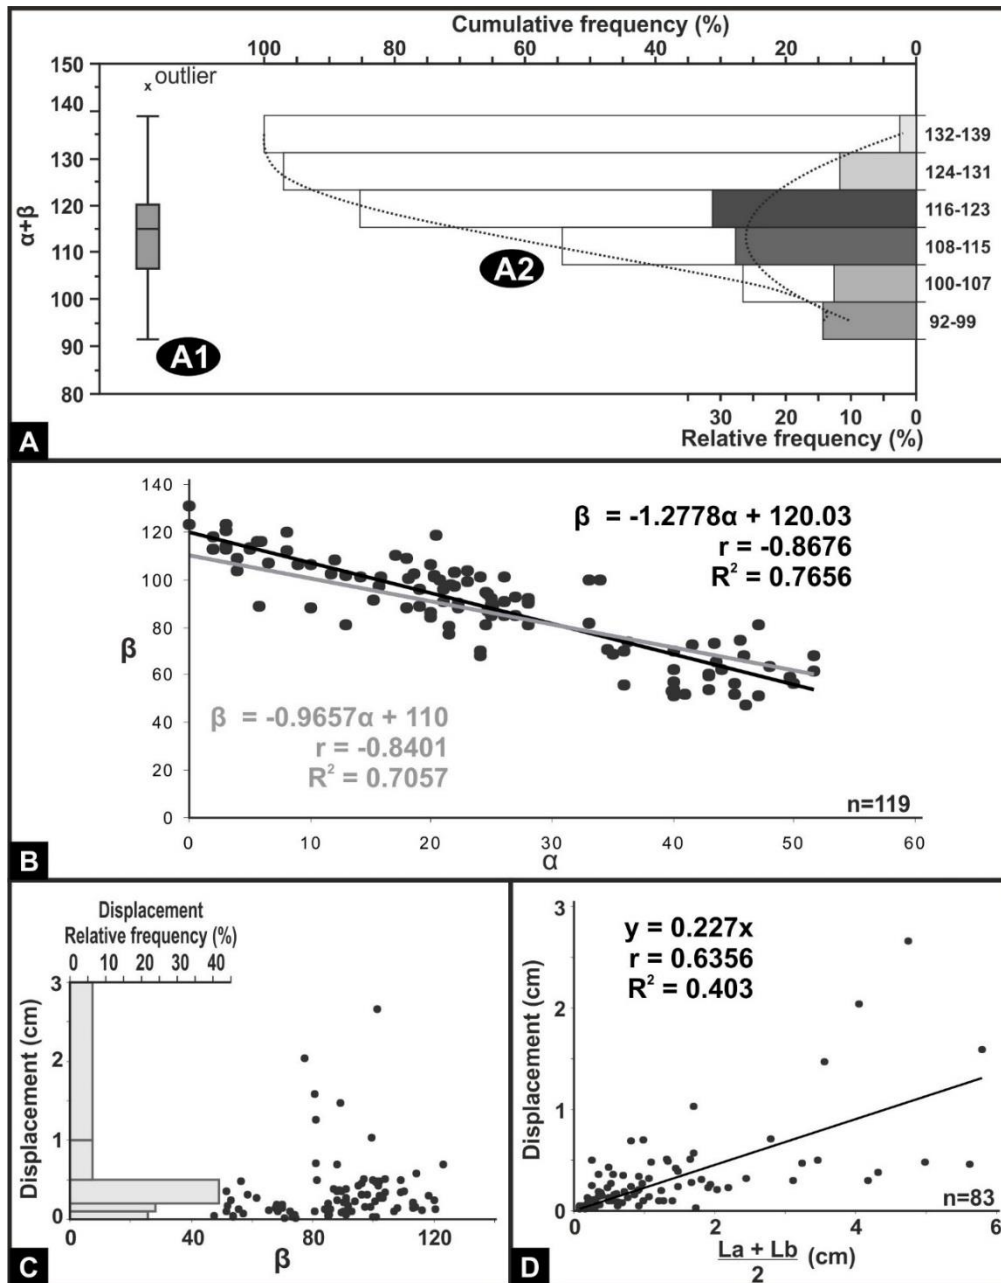 Cumulative frequency (%)
100 80 60 40 20 0
150
140
130
120
110
100
90
80
α+β
x outlier
A1
A2
132-139
124-131
116-123
108-115
100-107
92-99
30 20 10 0
Relative frequency (%)
A
140
120
100
80
60
40
20
0
β
β = -1.2778α + 120.03
r = -0.8676
R² = 0.7656
β = -0.9657α + 110
r = -0.8401
R² = 0.7057
n=119
0 10 20 30 40 50 60
α
B
Displacement
Relative frequency (%)
0 10 20 30 40
3
2
1
0
Displacement (cm)
0 40 80 120
β
C
3
2
1
0
Displacement (cm)
y = 0.227x
r = 0.6356
R² = 0.403
n=83
0 2 4 6
La + Lb
2
(cm)
D